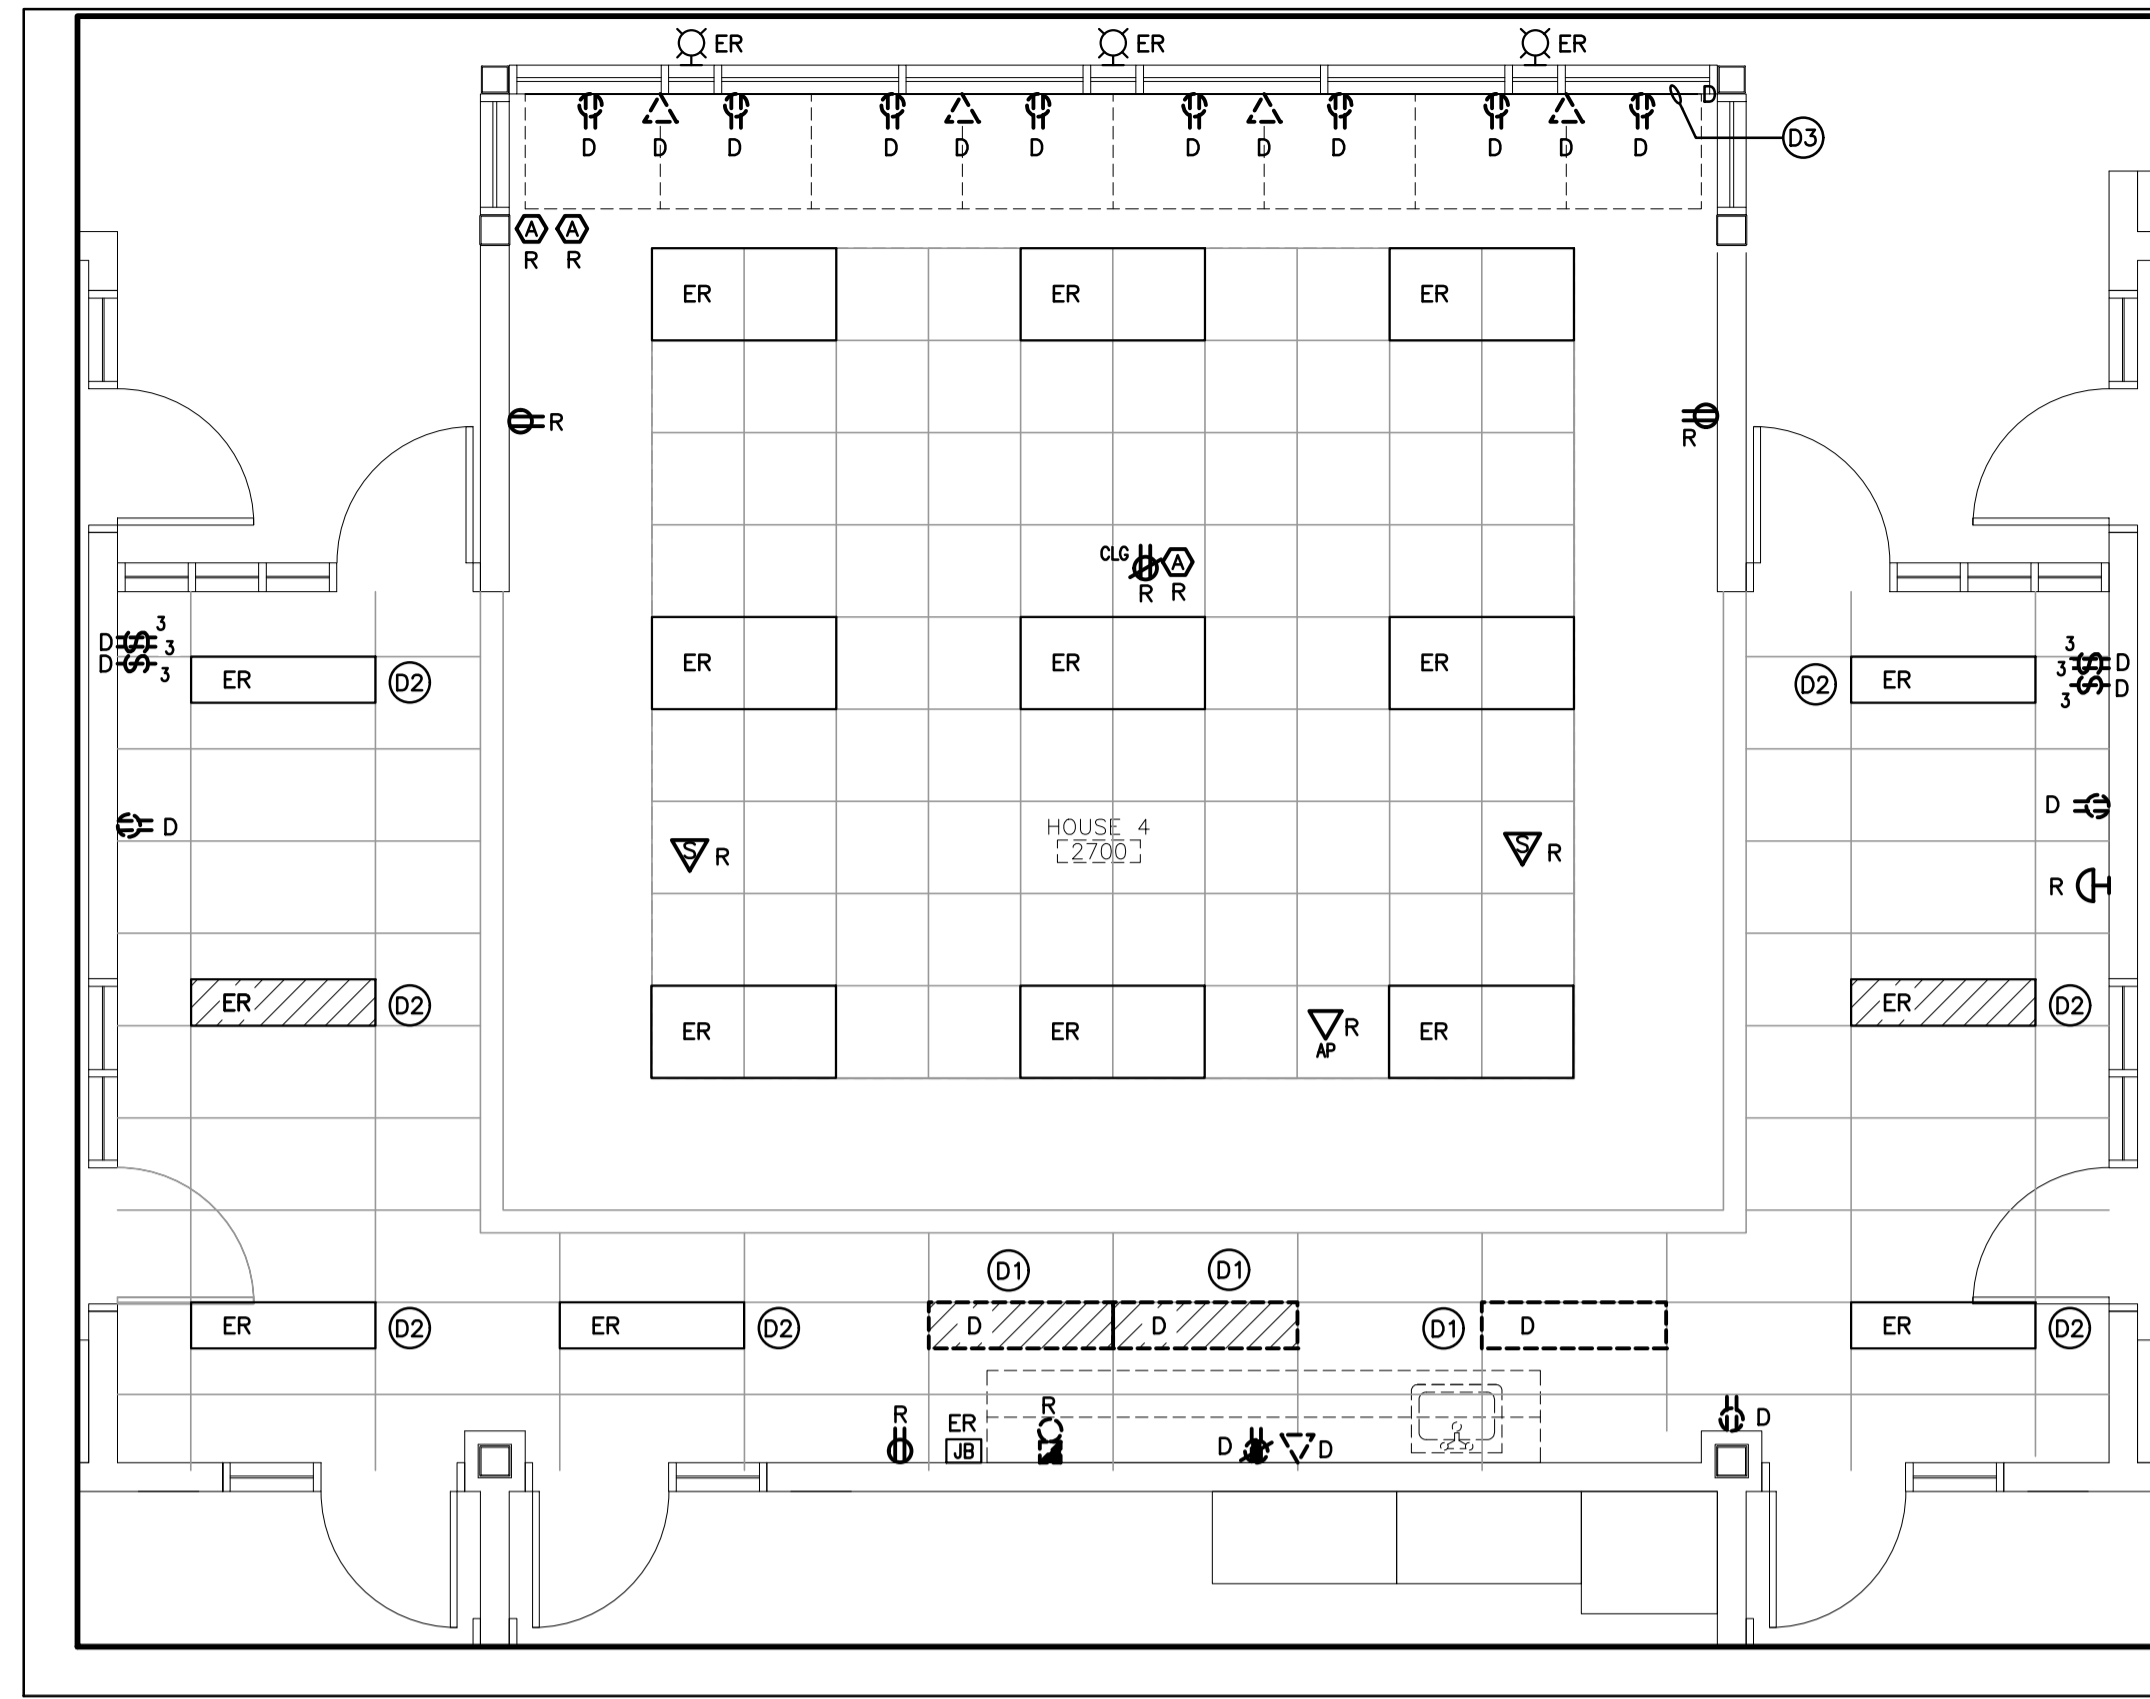 ER ER ER
D
D3
D D D D D D D D D D D D
A A
R R
ER ER ER
R R
CLG A
R R
3 3
D 3 3 D
D 3 3 D
ER D2 ER ER ER D2 ER
D D
HOUSE 4
2700
S R S R
R
ER D2 ER D2
ER ER R ER
AP
D1 D1
ER D2 ER D2 D D D1 D ER D2
R R
ER D
JB D D